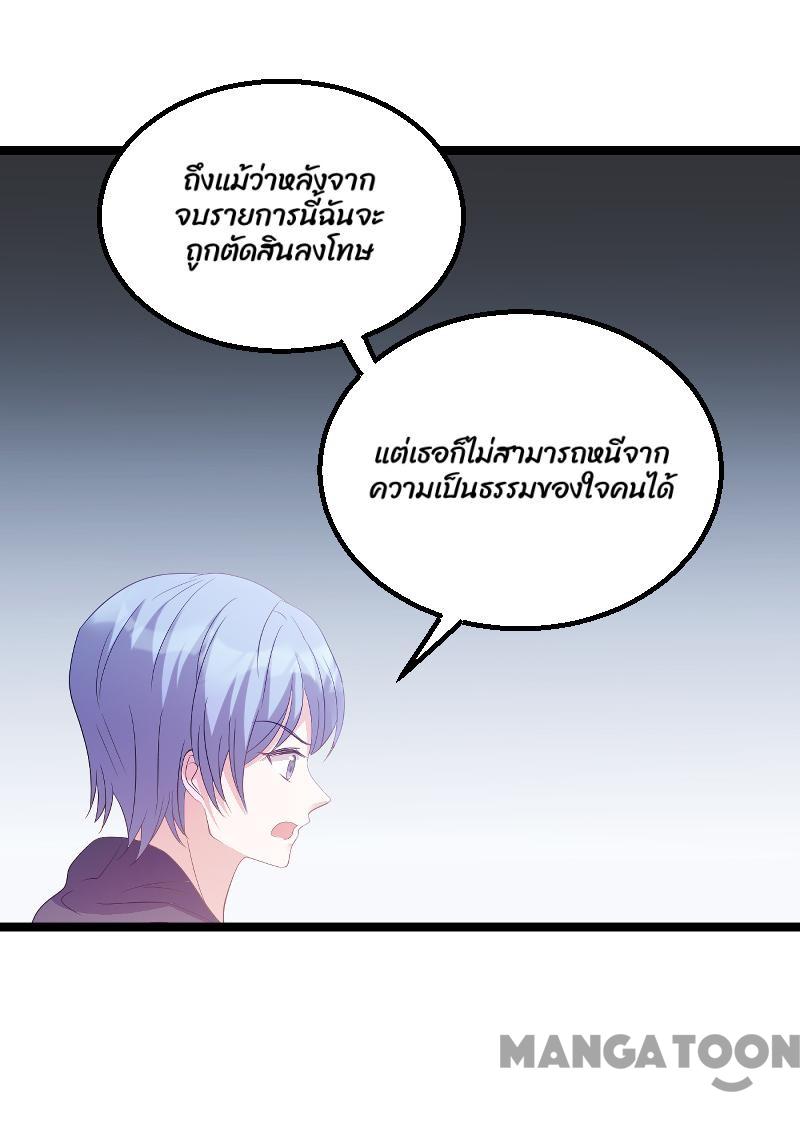 ถึงแม้ว่าหลังจาก
จบรายการนี้ฉันจะ
ถูกตัดสินลงโทษ
แต่เธอก็ไม่สามารถหนีจาก
ความเป็นธรรมของใจคนได้
MANGATOON